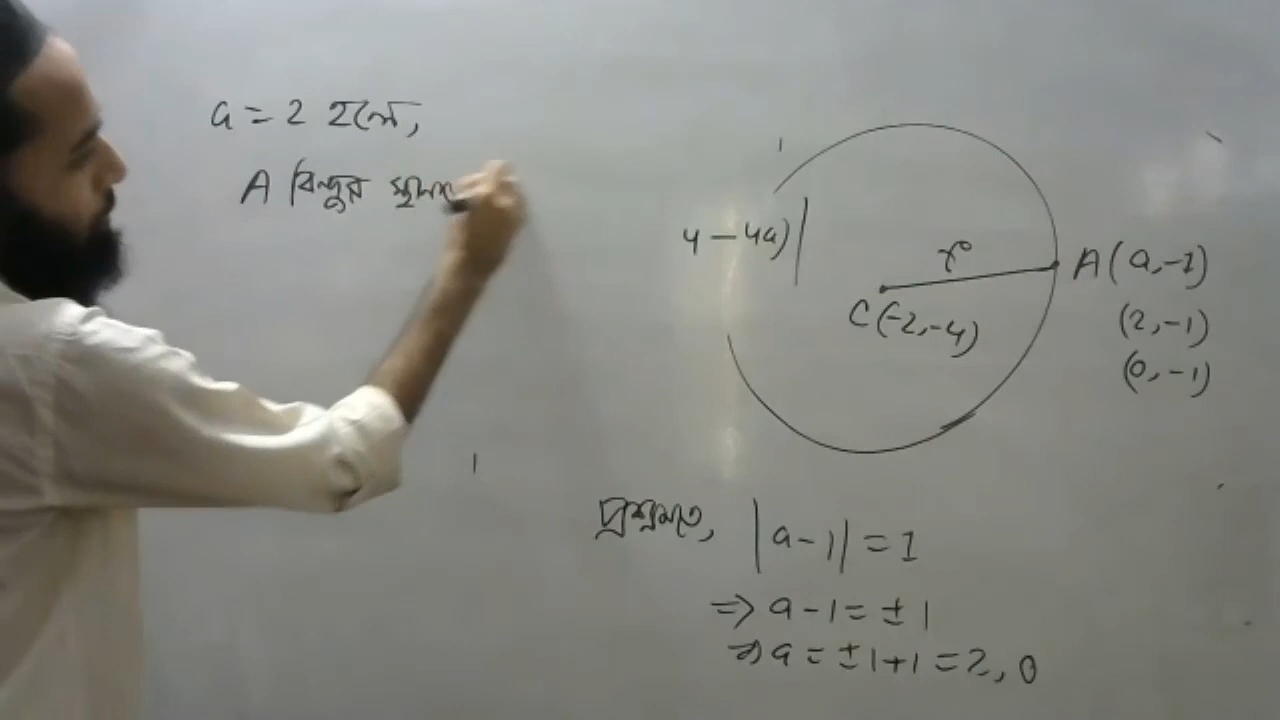 a = 2 হলে,
A বিন্দুর
4 - 4a)|
r
A(a, -1)
C(-2, -4)
(2, -1)
(0, -1)
প্রশ্নমতে, |a - 1| = 1
=> a - 1 = ± 1
=> a = ± 1 + 1 = 2, 0